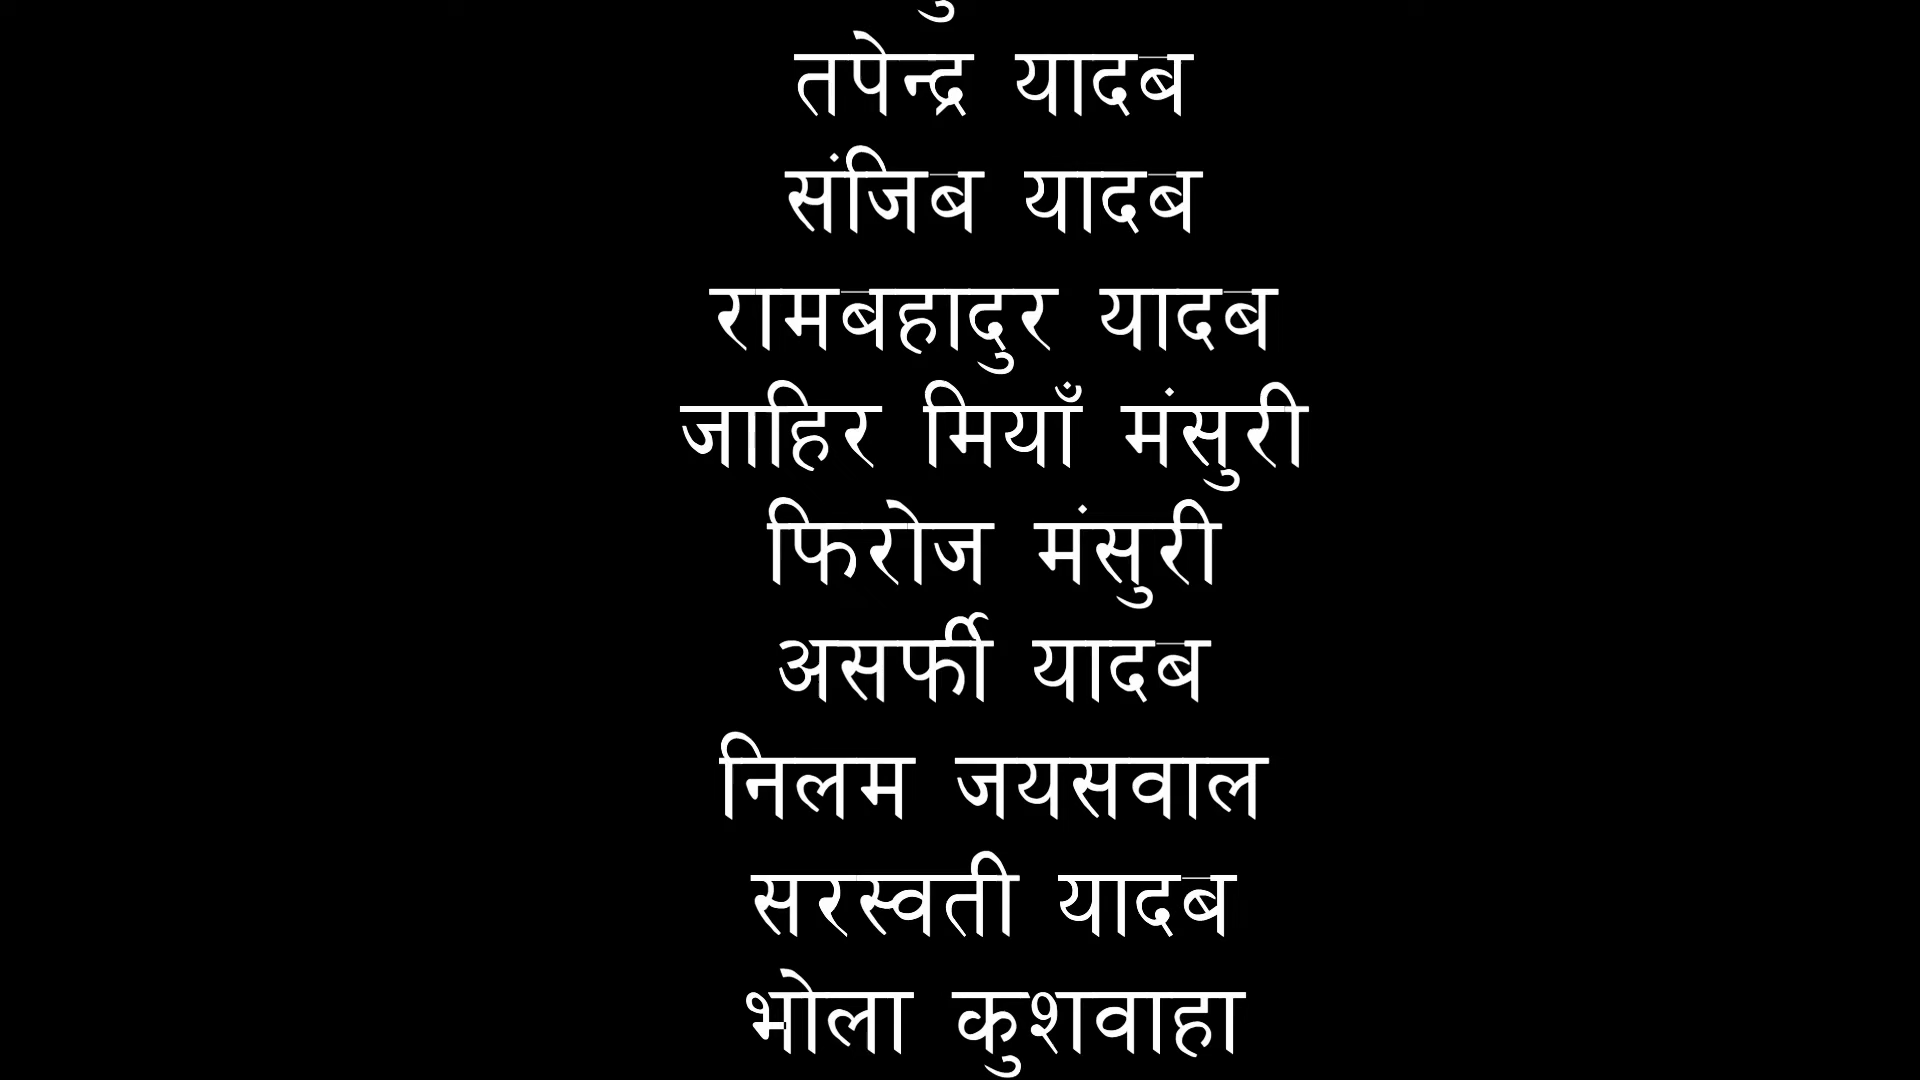 तपेन्द्र यादब
संजिब यादब
रामबहादुर यादब
जाहिर मियाँ मंसुरी
फिरोज मंसुरी
असर्फी यादब
निलम जयसवाल
सरस्वती यादब
भोला कुशवाहा